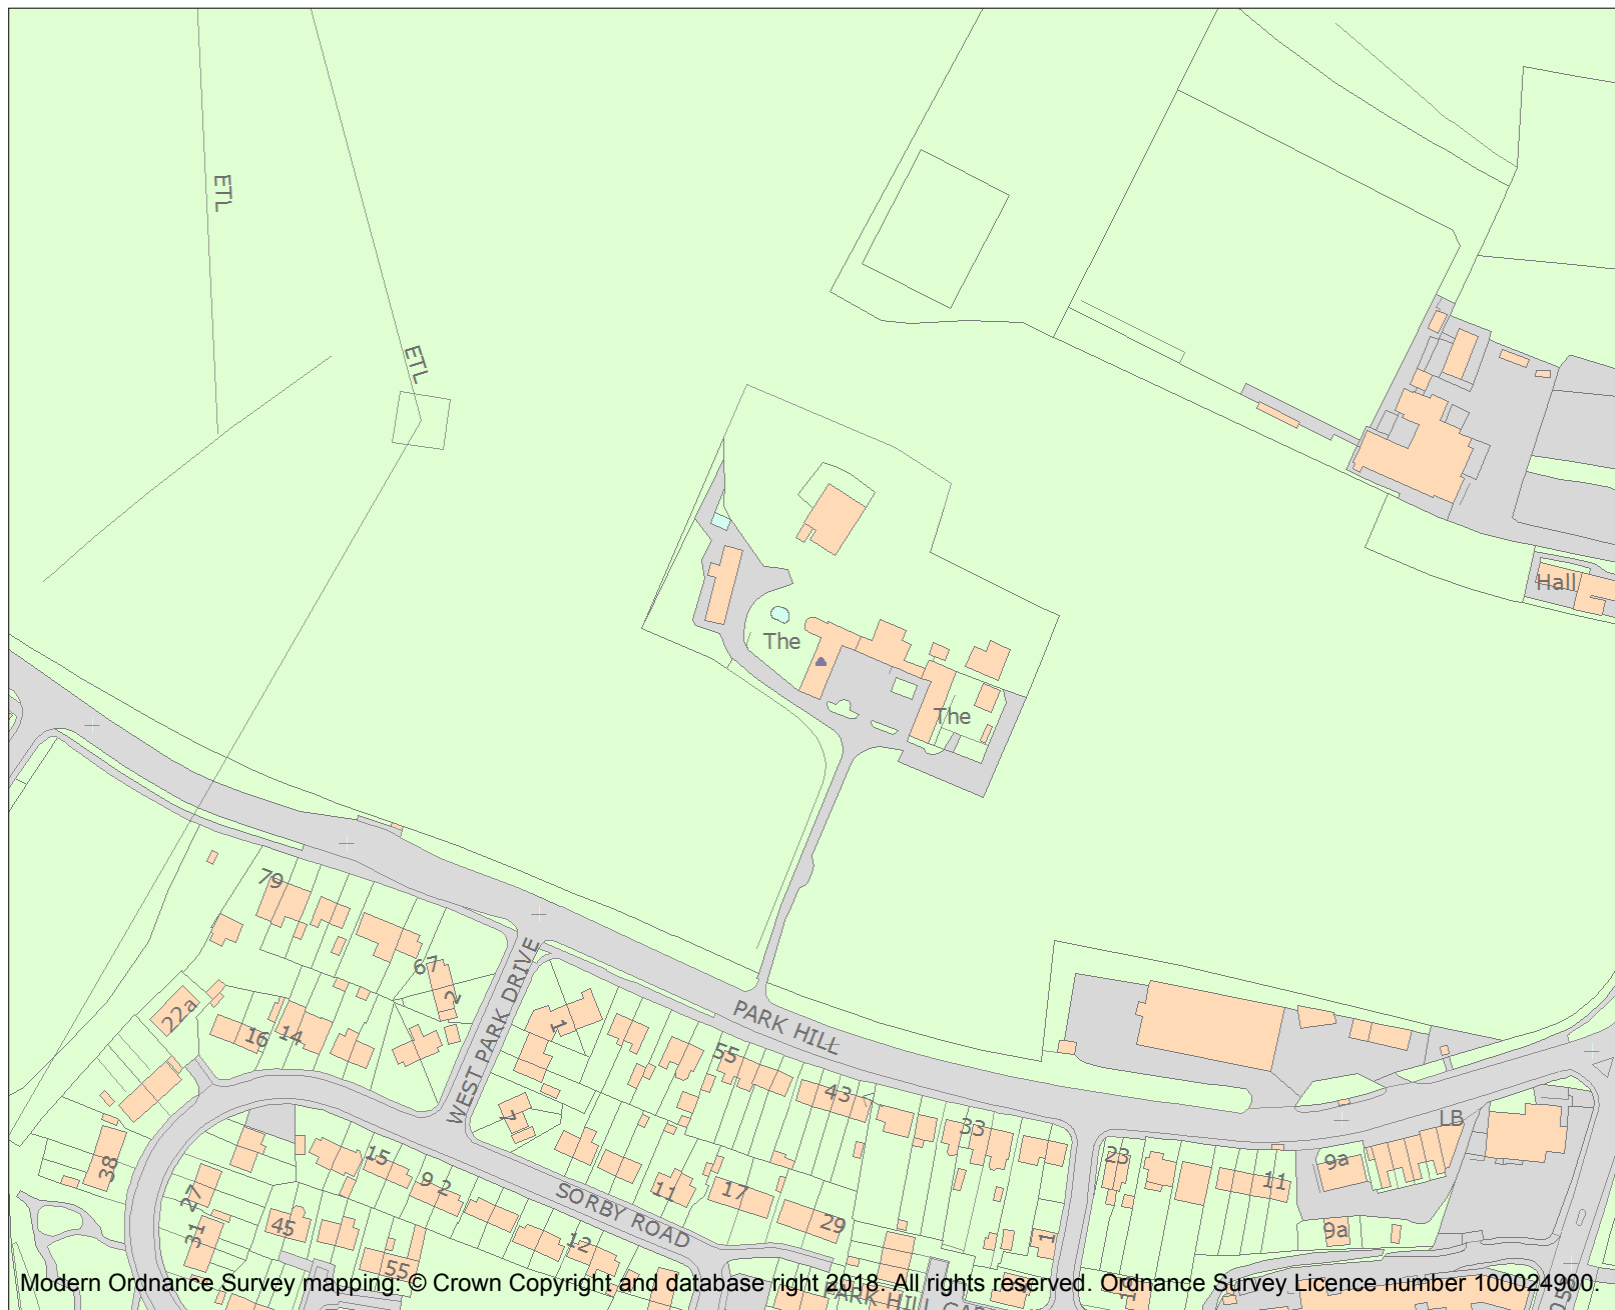 ETL
ETL
Hall
The
The
79
67
2
22a
16
14
WEST PARK DRIVE
1
7
PARK HILL
55
43
33
23
LB
9a
11
9a
38
27
31
15
9 2
45
55
SORBY ROAD
11
17
29
12
1
Modern Ordnance Survey mapping. © Crown Copyright and database right 2018. All rights reserved. Ordnance Survey Licence number 100024900.